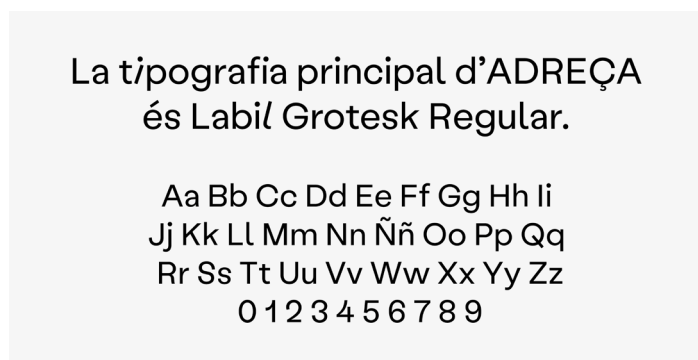 La tipografia principal d’ADREÇA
és Labil Grotesk Regular.
Aa Bb Cc Dd Ee Ff Gg Hh Ii
Jj Kk Ll Mm Nn Ññ Oo Pp Qq
Rr Ss Tt Uu Vv Ww Xx Yy Zz
0 1 2 3 4 5 6 7 8 9